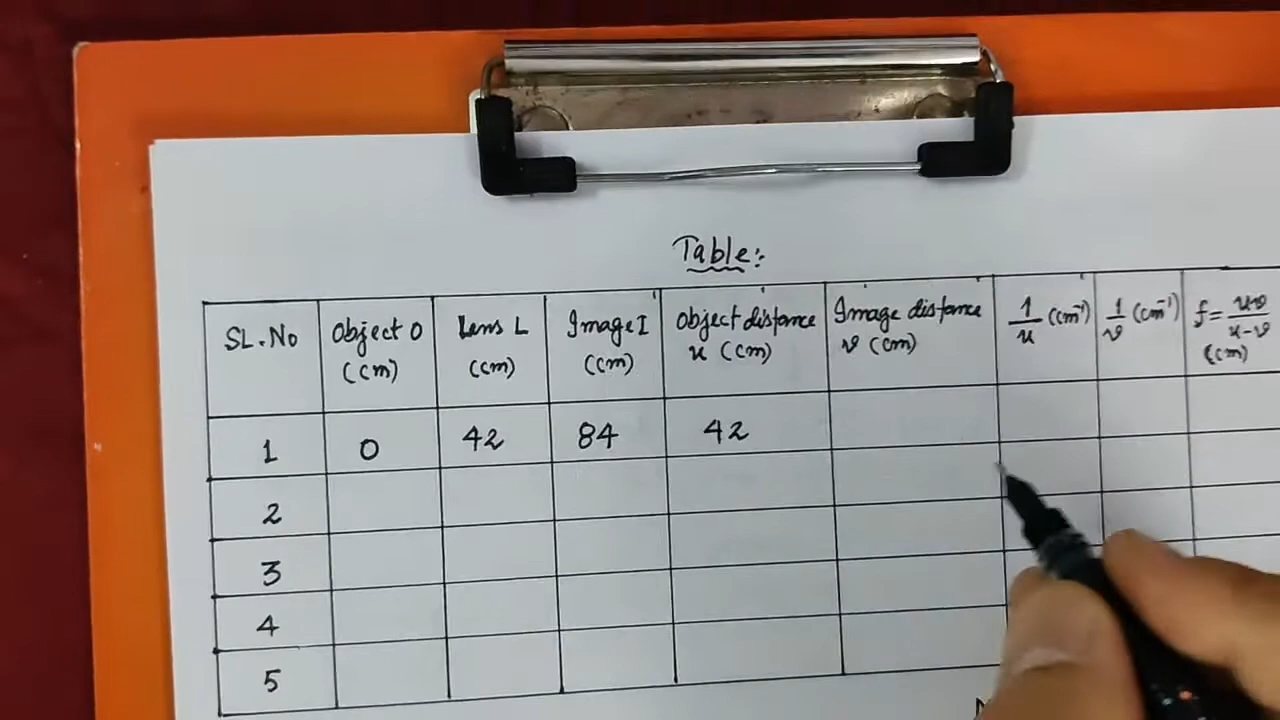 Table:
SL.No Object O (cm) Lens L (cm) Image I (cm) Object distance u (cm) Image distance v (cm) 1/u (cm⁻¹) 1/v (cm⁻¹) f = uv/u-v (cm)
1 0 42 84 42
2
3
4
5